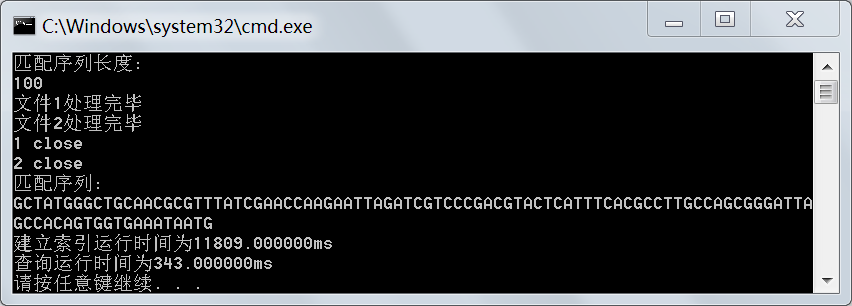 C:\Windows\system32\cmd.exe
匹配序列长度:
100
文件1处理完毕
文件2处理完毕
1 close
2 close
匹配序列:
GCTATGGGCTGCAACGCGTTTATCGAACCAAGAATTAGATCGTCCCGACGTACTCATTTCACGCCTTGCCAGCGGGATTA
GCCACAGTGGTGAAATAATG
建立索引运行时间为11809.000000ms
查询运行时间为343.000000ms
请按任意键继续. . .